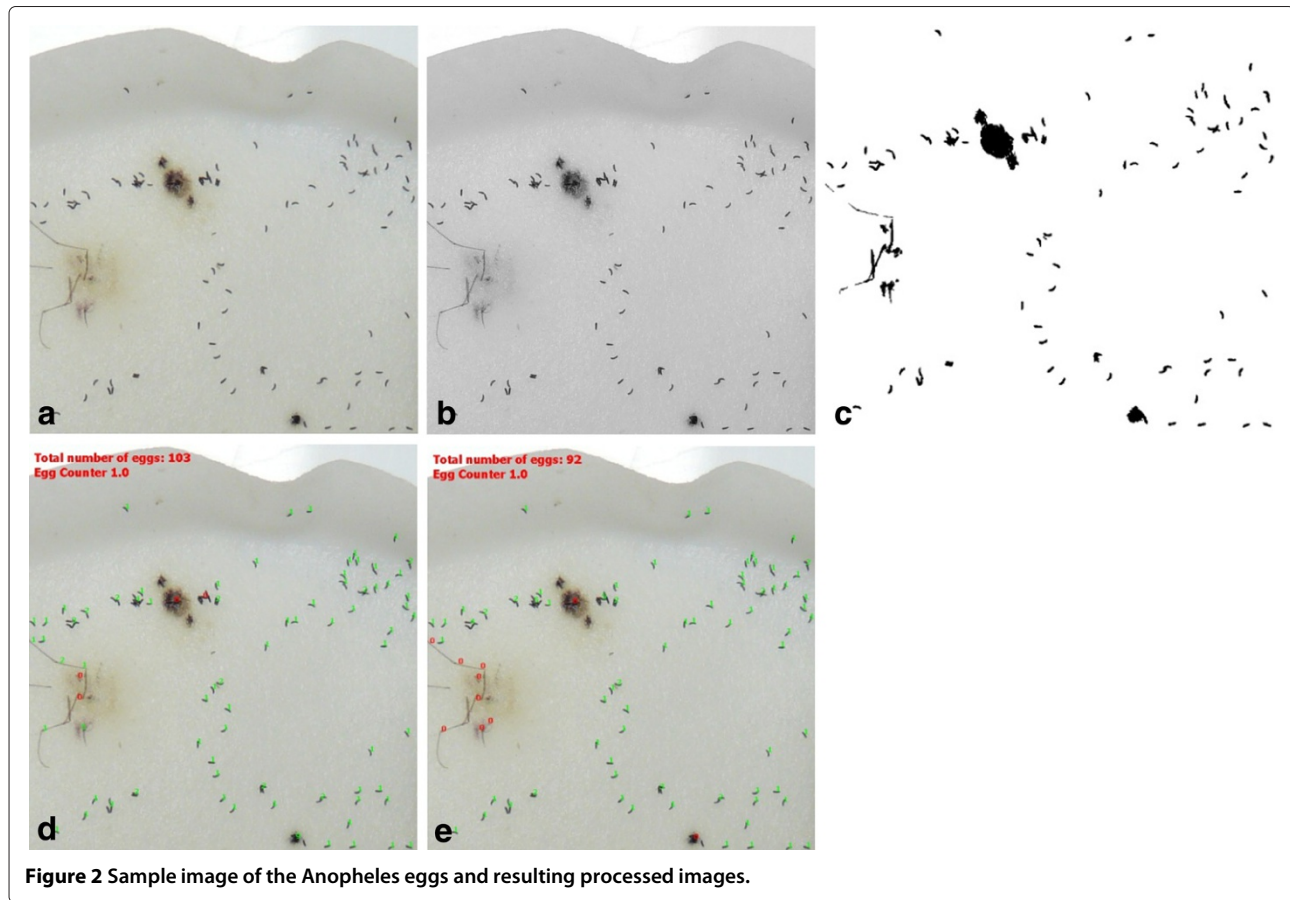 a
b
c
Total number of eggs: 103
Egg Counter 1.0
Total number of eggs: 92
Egg Counter 1.0
d
e
Figure 2 Sample image of the Anopheles eggs and resulting processed images.